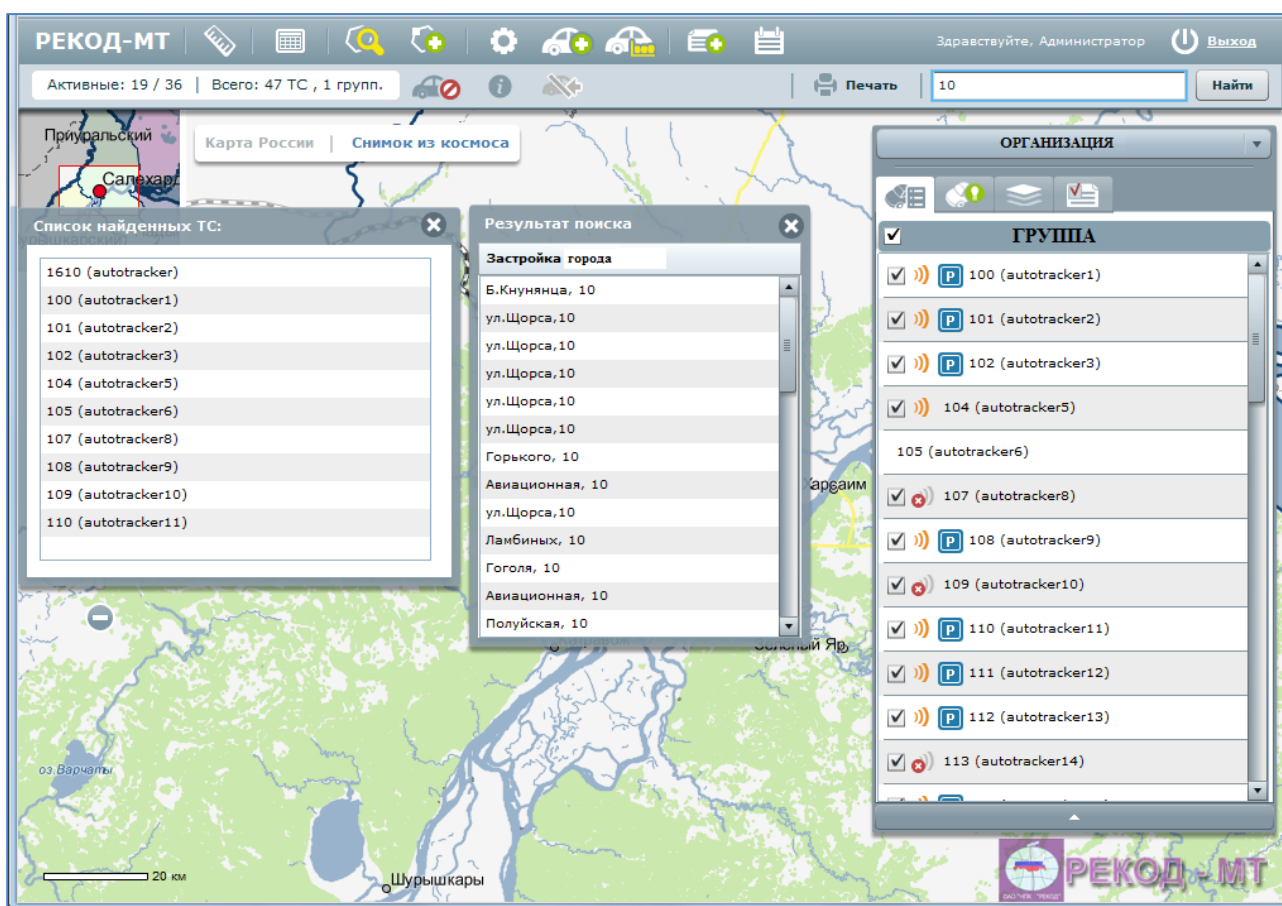 РЕКОД-МТ
Здравствуйте, Администратор
Выход
Активные: 19 / 36 | Всего: 47 ТС , 1 групп.
Печать
10
Найти
Приуральский
Салехард
Карта России | Снимок из космоса
ОРГАНИЗАЦИЯ
Список найденных ТС:
1610 (autotracker)
100 (autotracker1)
101 (autotracker2)
102 (autotracker3)
104 (autotracker5)
105 (autotracker6)
107 (autotracker8)
108 (autotracker9)
109 (autotracker10)
110 (autotracker11)
Результат поиска
Застройка города
Б.Кнунянца, 10
ул.Щорса,10
ул.Щорса,10
ул.Щорса,10
ул.Щорса,10
ул.Щорса,10
Горького, 10
Авиационная, 10
ул.Щорса,10
Ламбиных, 10
Гоголя, 10
Авиационная, 10
Полуйская, 10
ГРУППА
P 100 (autotracker1)
P 101 (autotracker2)
P 102 (autotracker3)
104 (autotracker5)
105 (autotracker6)
107 (autotracker8)
P 108 (autotracker9)
109 (autotracker10)
P 110 (autotracker11)
P 111 (autotracker12)
P 112 (autotracker13)
113 (autotracker14)
Харсаим
Зеленый Яр
оз.Варчаты
20 км
Шурышкары
РЕКОД - МТ